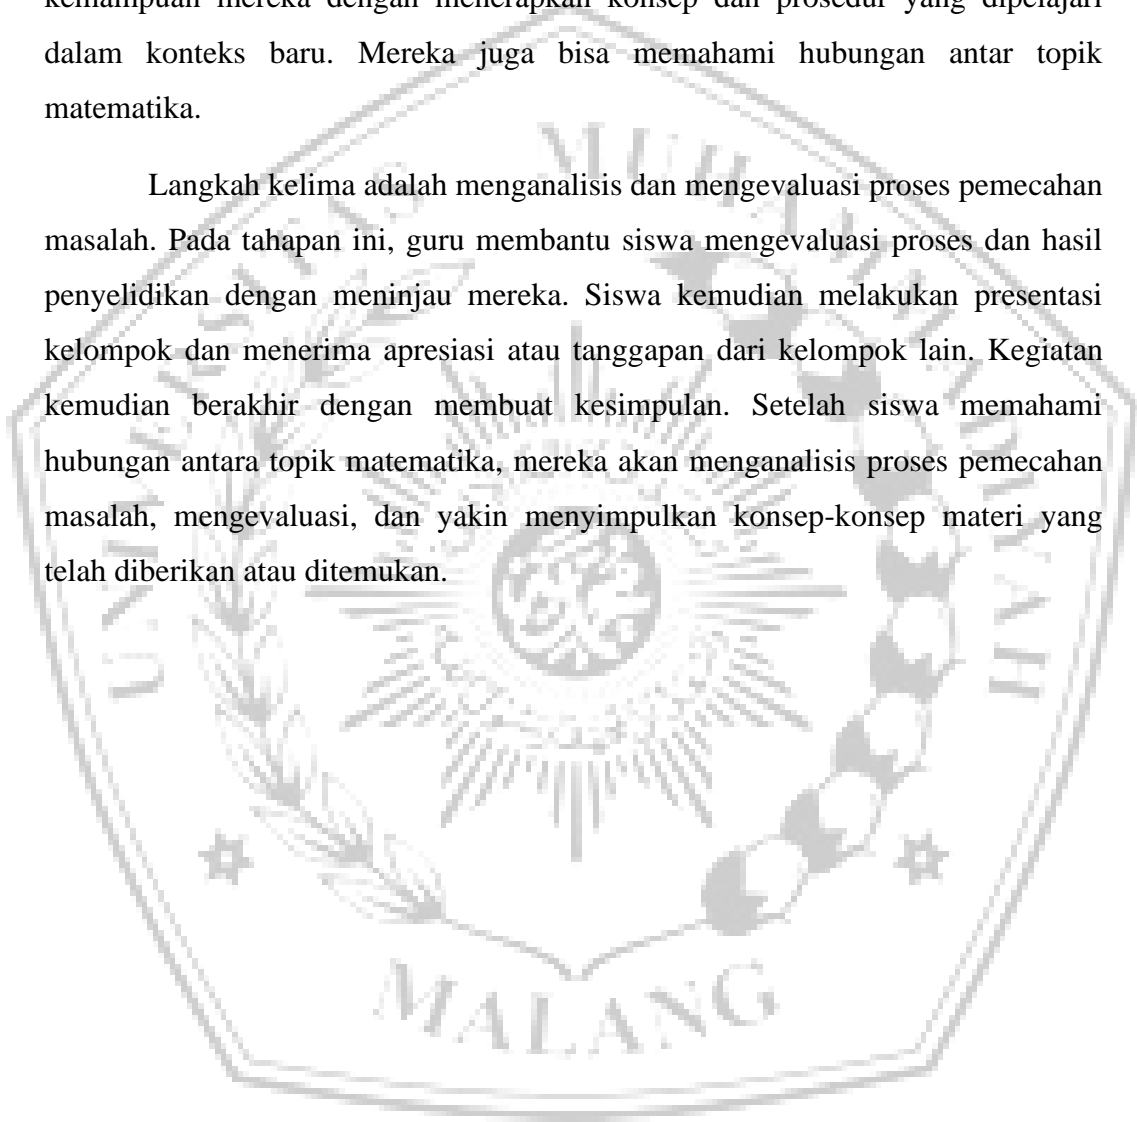 kemampuan mereka dengan menerapkan konsep dan prosedur yang dipelajari
dalam konteks baru. Mereka juga bisa memahami hubungan antar topik
matematika.
Langkah kelima adalah menganalisis dan mengevaluasi proses pemecahan
masalah. Pada tahapan ini, guru membantu siswa mengevaluasi proses dan hasil
penyelidikan dengan meninjau mereka. Siswa kemudian melakukan presentasi
kelompok dan menerima apresiasi atau tanggapan dari kelompok lain. Kegiatan
kemudian berakhir dengan membuat kesimpulan. Setelah siswa memahami
hubungan antara topik matematika, mereka akan menganalisis proses pemecahan
masalah, mengevaluasi, dan yakin menyimpulkan konsep-konsep materi yang
telah diberikan atau ditemukan.
UNIVERSITAS MUHAMMADIYAH
MALANG